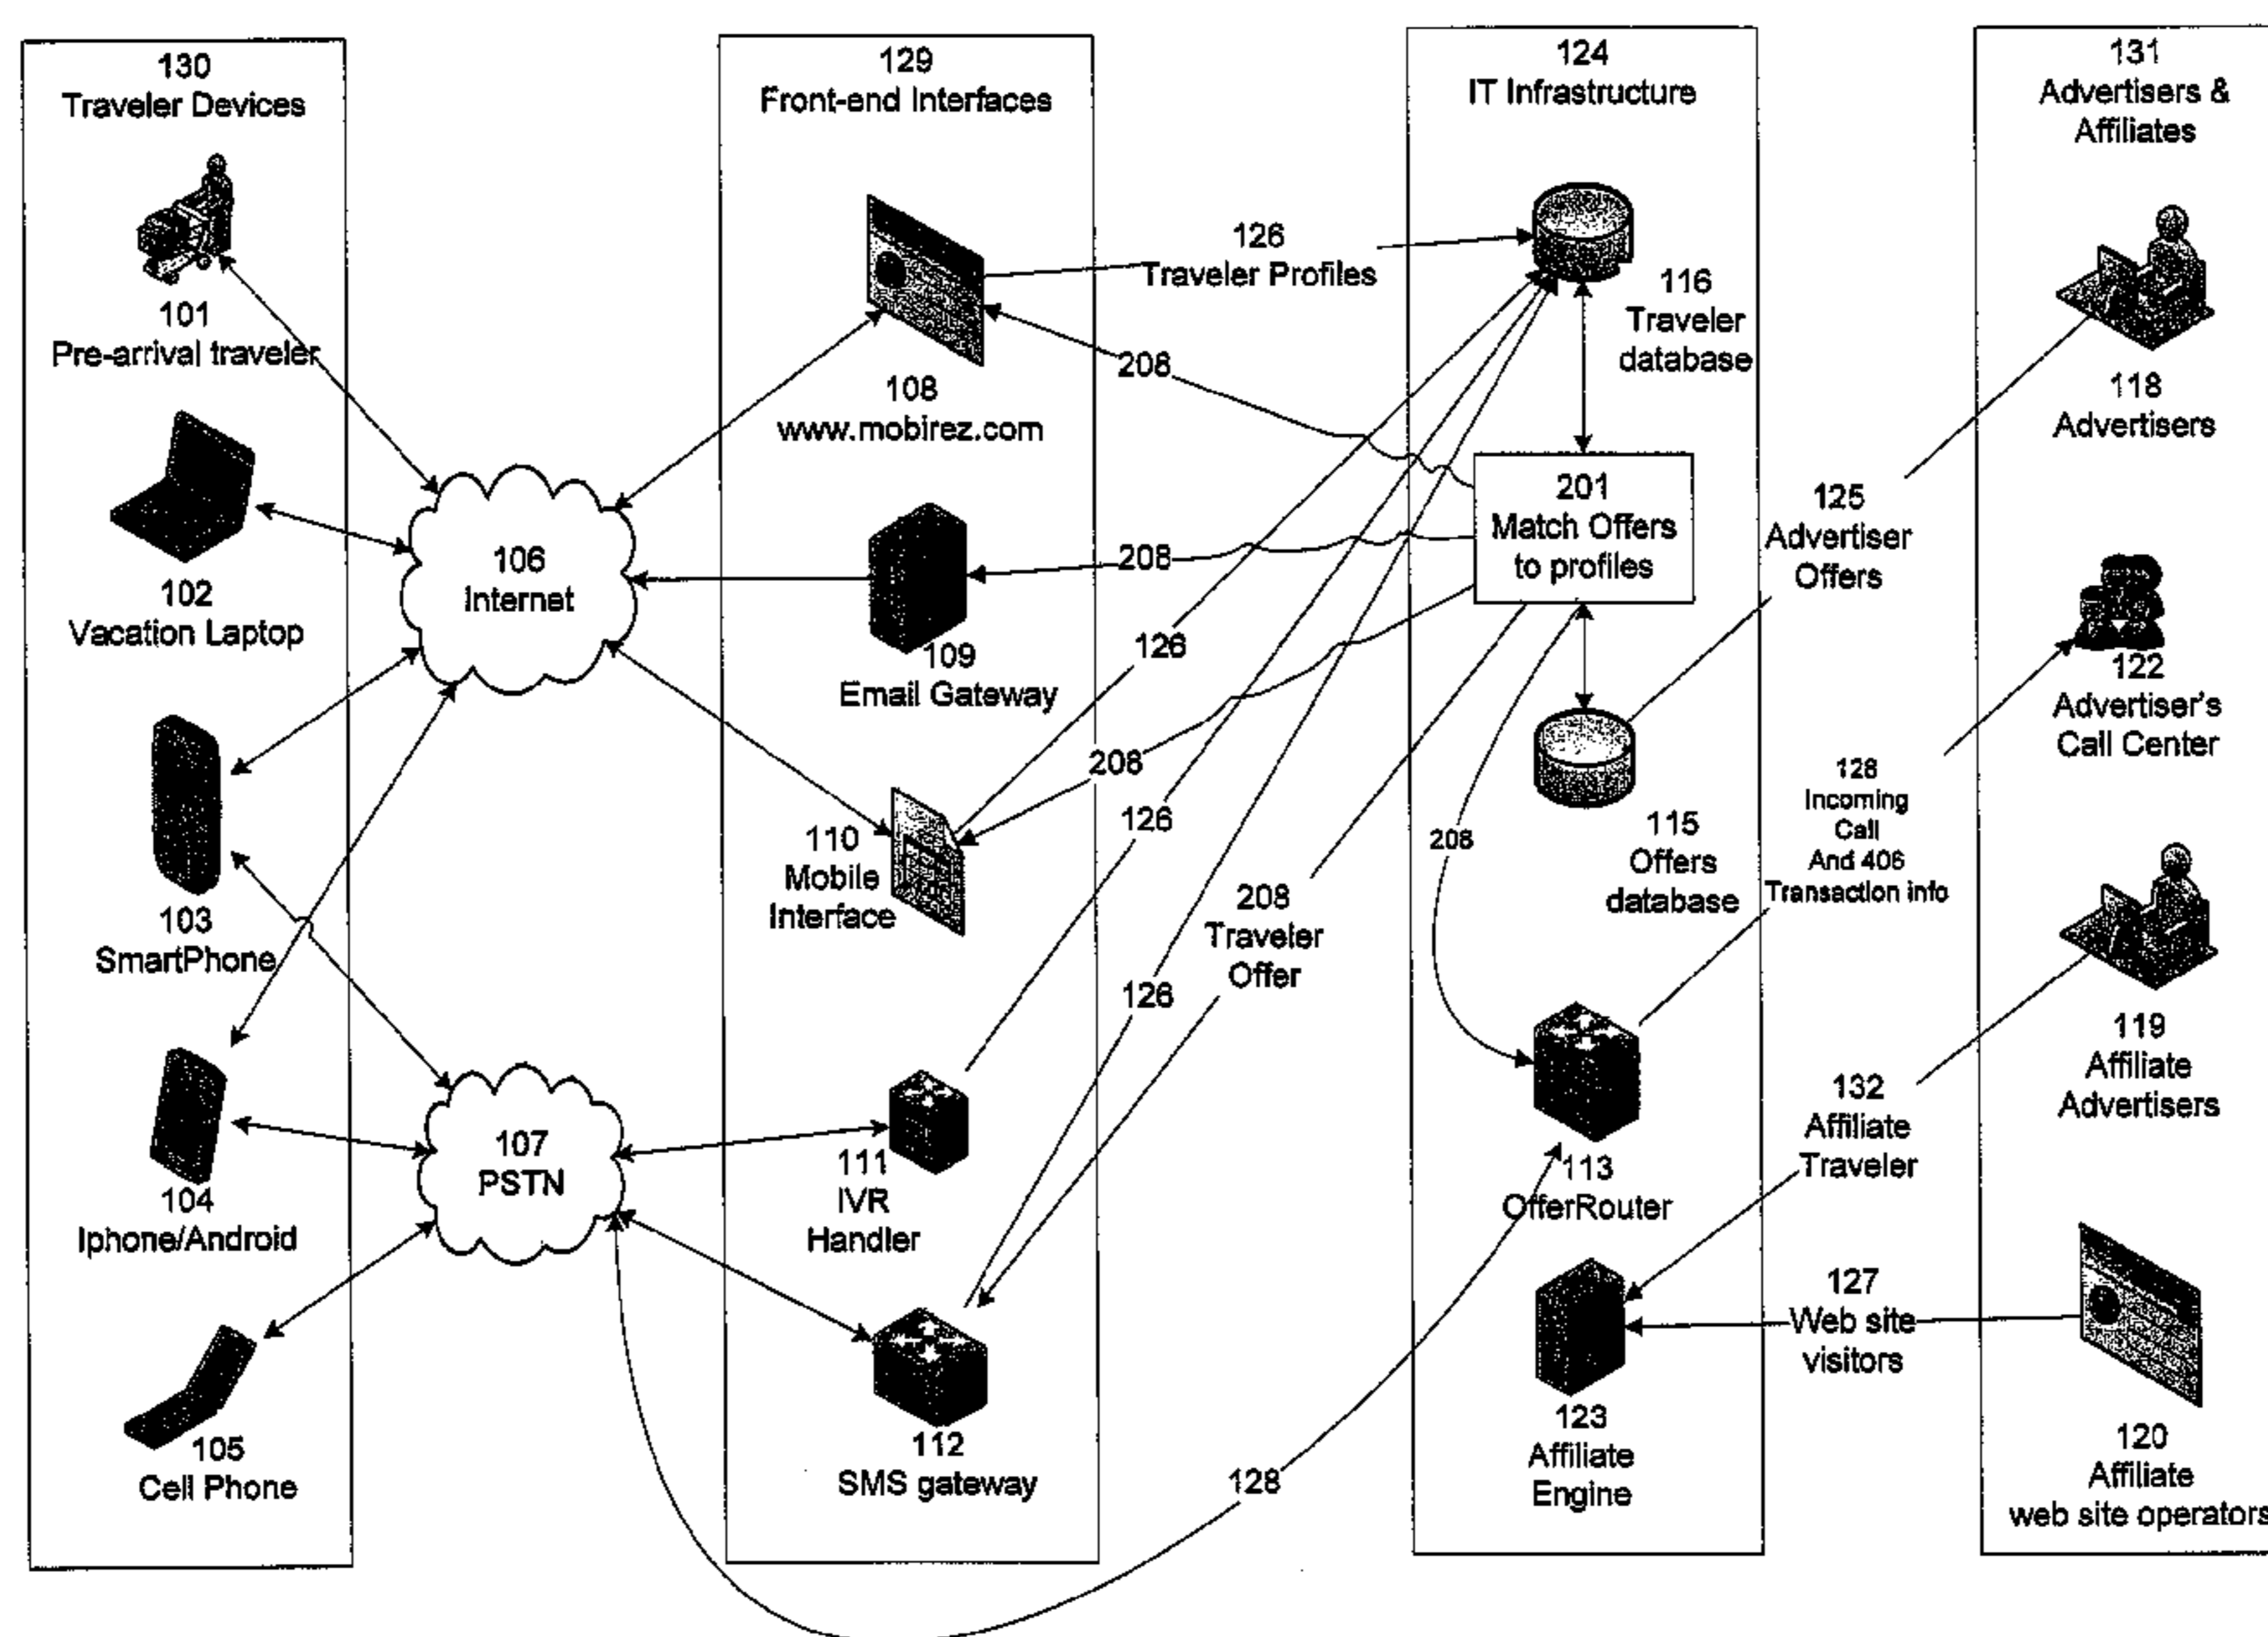 130
Traveler Devices
101
Pre-arrival traveler
102
Vacation Laptop
103
SmartPhone
104
Iphone/Android
105
Cell Phone
106
Internet
107
PSTN
129
Front-end Interfaces
108
www.mobirez.com
109
Email Gateway
110
Mobile
Interface
111
IVR
Handler
112
SMS gateway
126
Traveler Profiles
208
208
126
208
126
126
208
Traveler
Offer
128
124
IT Infrastructure
116
Traveler
database
201
Match Offers
to profiles
115
Offers
database
208
113
OfferRouter
123
Affiliate
Engine
125
Advertiser
Offers
128
Incoming
Call
And 406
Transaction info
132
Affiliate
Traveler
127
Web site
visitors
131
Advertisers &
Affiliates
118
Advertisers
122
Advertiser's
Call Center
119
Affiliate
Advertisers
120
Affiliate
web site operators